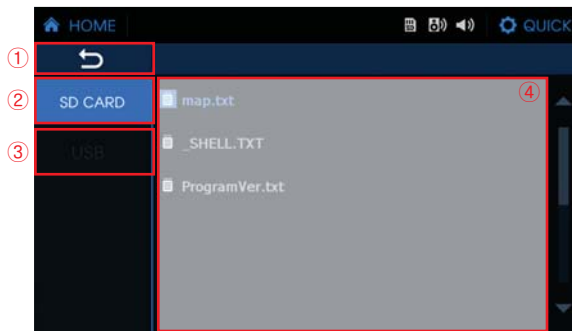 HOME
QUICK
①
②
SD CARD
③
USB
④
map.txt
_SHELL.TXT
ProgramVer.txt